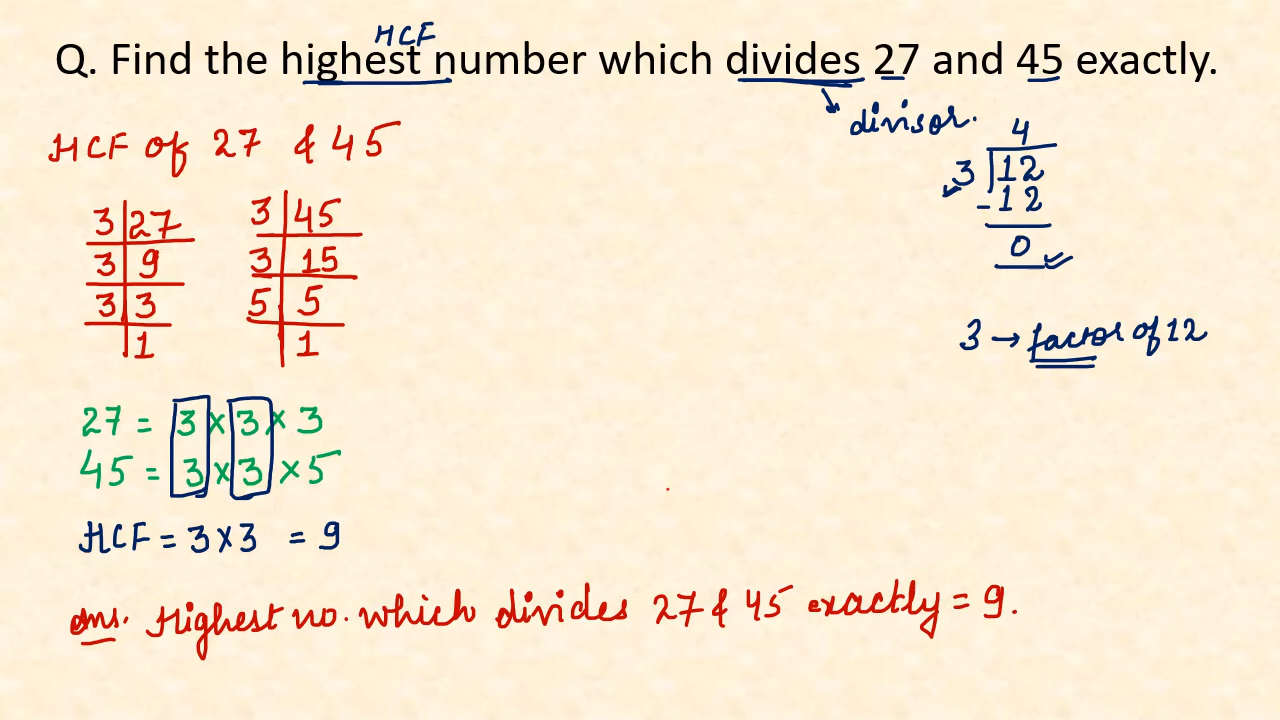 Q. Find the highest number which divides 27 and 45 exactly.
HCF
divisor.
HCF of 27 & 45
3 27
3 9
3 3
1
3 45
3 15
5 5
1
4
3 12
-12
0
3 → factor of 12
27 = 3 × 3 × 3
45 = 3 × 3 × 5
HCF = 3 × 3 = 9
Ans. Highest no. which divides 27 & 45 exactly = 9.